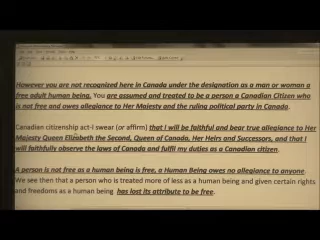 However you are not recognized here in Canada under the designation as a man or woman a
free adult human being. You are assumed and treated to be a person a Canadian Citizen who
is not free and owes allegiance to Her Majesty and the ruling political party in Canada.
Canadian citizenship act-I swear (or affirm) that I will be faithful and bear true allegiance to Her
Majesty Queen Elizabeth the Second, Queen of Canada, Her Heirs and Successors, and that I
will faithfully observe the laws of Canada and fulfil my duties as a Canadian citizen.
A person is not free as a human being is free, a Human Being owes no allegiance to anyone.
We see then that a person who is treated more of less as a human being and given certain rights
and freedoms as a human being has lost its attribute to be free.